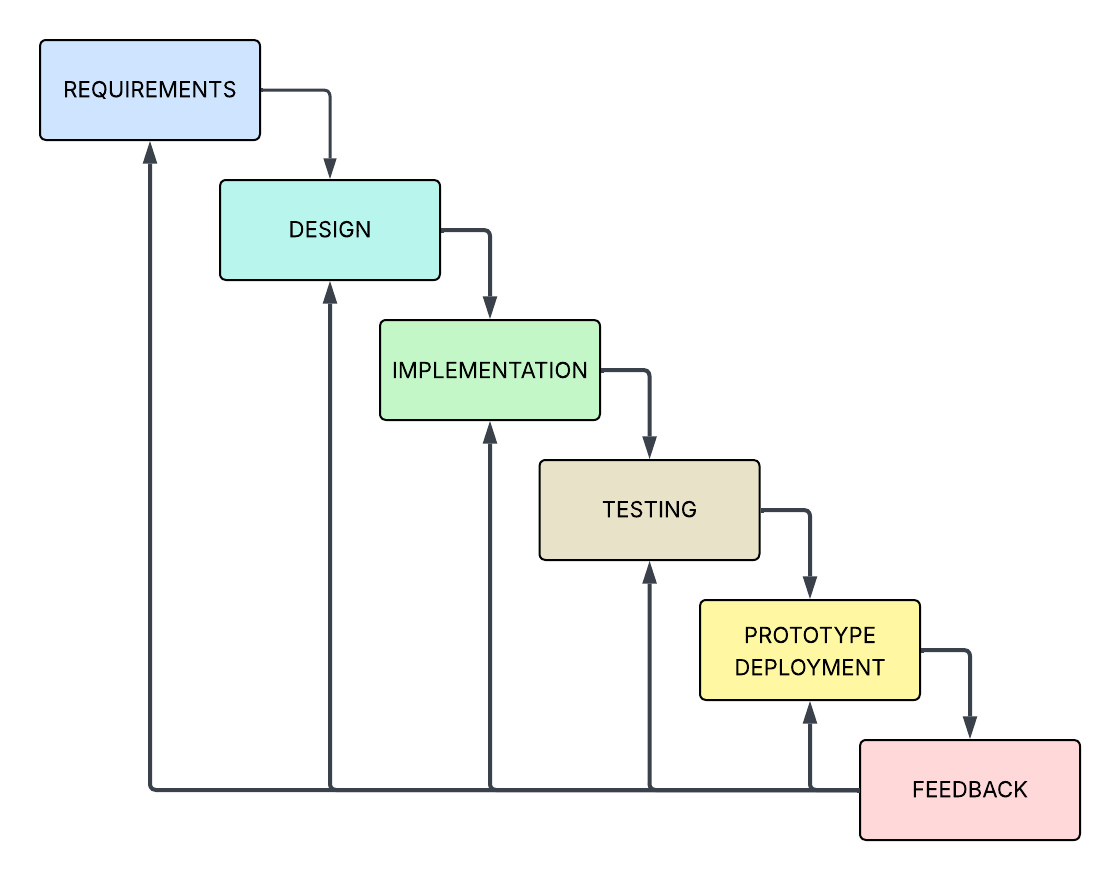 REQUIREMENTS
DESIGN
IMPLEMENTATION
TESTING
PROTOTYPE
DEPLOYMENT
FEEDBACK